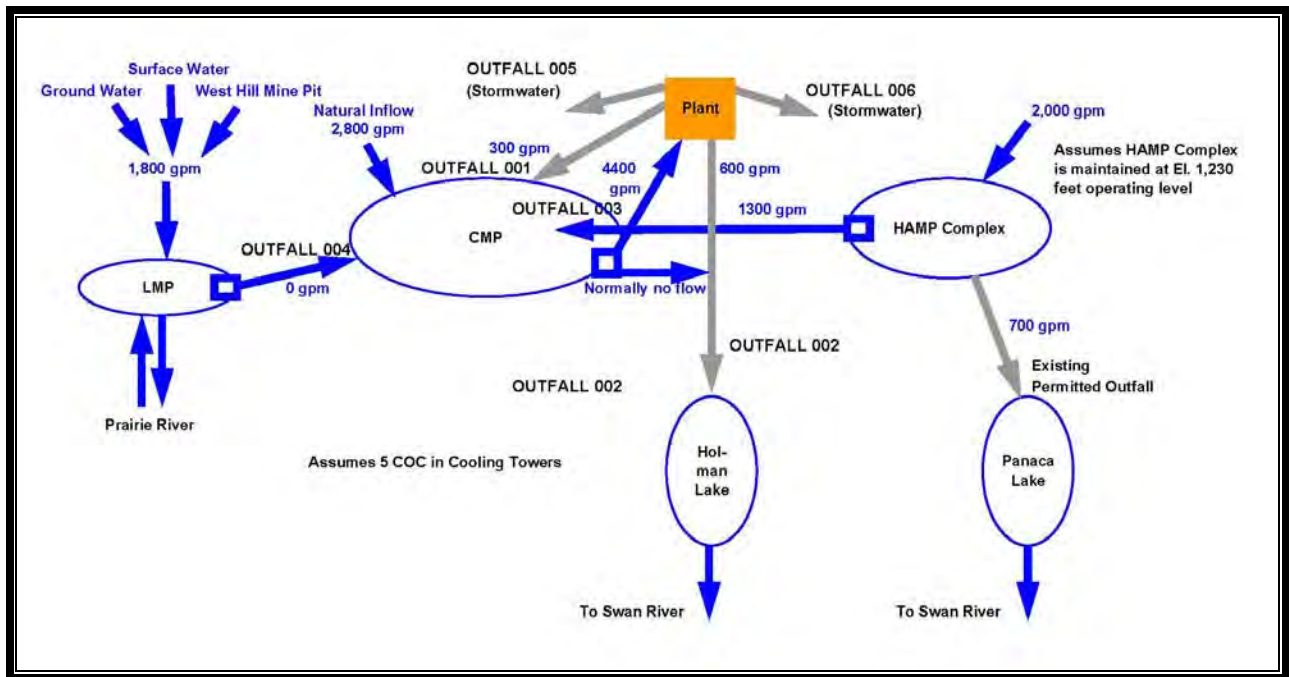 Surface Water
Ground Water
West Hill Mine Pit
1,800 gpm
Natural Inflow
2,800 gpm
OUTFALL 005
(Stormwater)
Plant
OUTFALL 006
(Stormwater)
2,000 gpm
Assumes HAMP Complex
is maintained at El. 1,230
feet operating level
300 gpm
OUTFALL 001
4400
gpm
600 gpm
OUTFALL 003
1300 gpm
CMP
HAMP Complex
OUTFALL 004
LMP
0 gpm
Normally no flow
700 gpm
OUTFALL 002
OUTFALL 002
Existing
Permitted Outfall
Prairie River
Assumes 5 COC in Cooling Towers
Hol-
man
Lake
Panaca
Lake
To Swan River
To Swan River